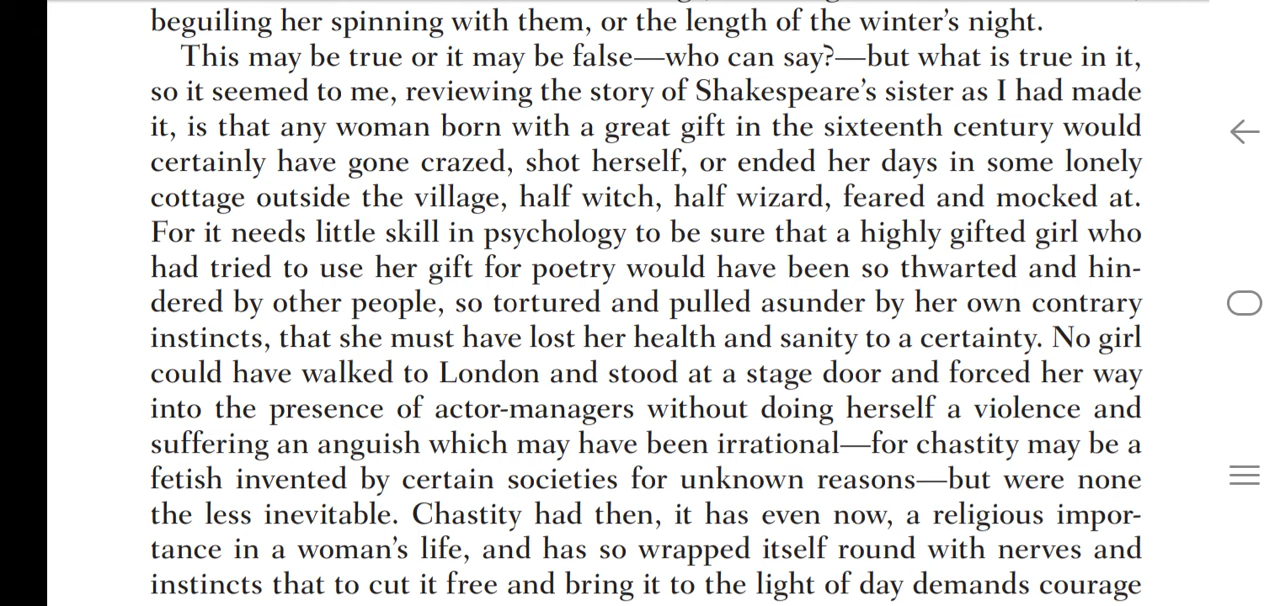 beguiling her spinning with them, or the length of the winter’s night.
This may be true or it may be false—who can say?—but what is true in it,
so it seemed to me, reviewing the story of Shakespeare’s sister as I had made
it, is that any woman born with a great gift in the sixteenth century would
certainly have gone crazed, shot herself, or ended her days in some lonely
cottage outside the village, half witch, half wizard, feared and mocked at.
For it needs little skill in psychology to be sure that a highly gifted girl who
had tried to use her gift for poetry would have been so thwarted and hin-
dered by other people, so tortured and pulled asunder by her own contrary
instincts, that she must have lost her health and sanity to a certainty. No girl
could have walked to London and stood at a stage door and forced her way
into the presence of actor-managers without doing herself a violence and
suffering an anguish which may have been irrational—for chastity may be a
fetish invented by certain societies for unknown reasons—but were none
the less inevitable. Chastity had then, it has even now, a religious impor-
tance in a woman’s life, and has so wrapped itself round with nerves and
instincts that to cut it free and bring it to the light of day demands courage